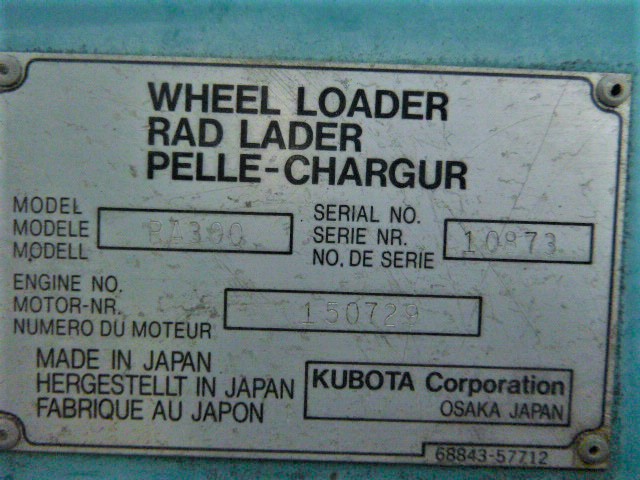 WHEEL LOADER
RAD LADER
PELLE-CHARGUR
MODEL
MODELE
MODELL
RA300
SERIAL NO.
SERIE NR.
NO. DE SERIE
10873
ENGINE NO.
MOTOR-NR.
NUMERO DU MOTEUR
150729
MADE IN JAPAN
HERGESTELLT IN JAPAN
FABRIQUE AU JAPON
KUBOTA Corporation
OSAKA JAPAN
68843-57712